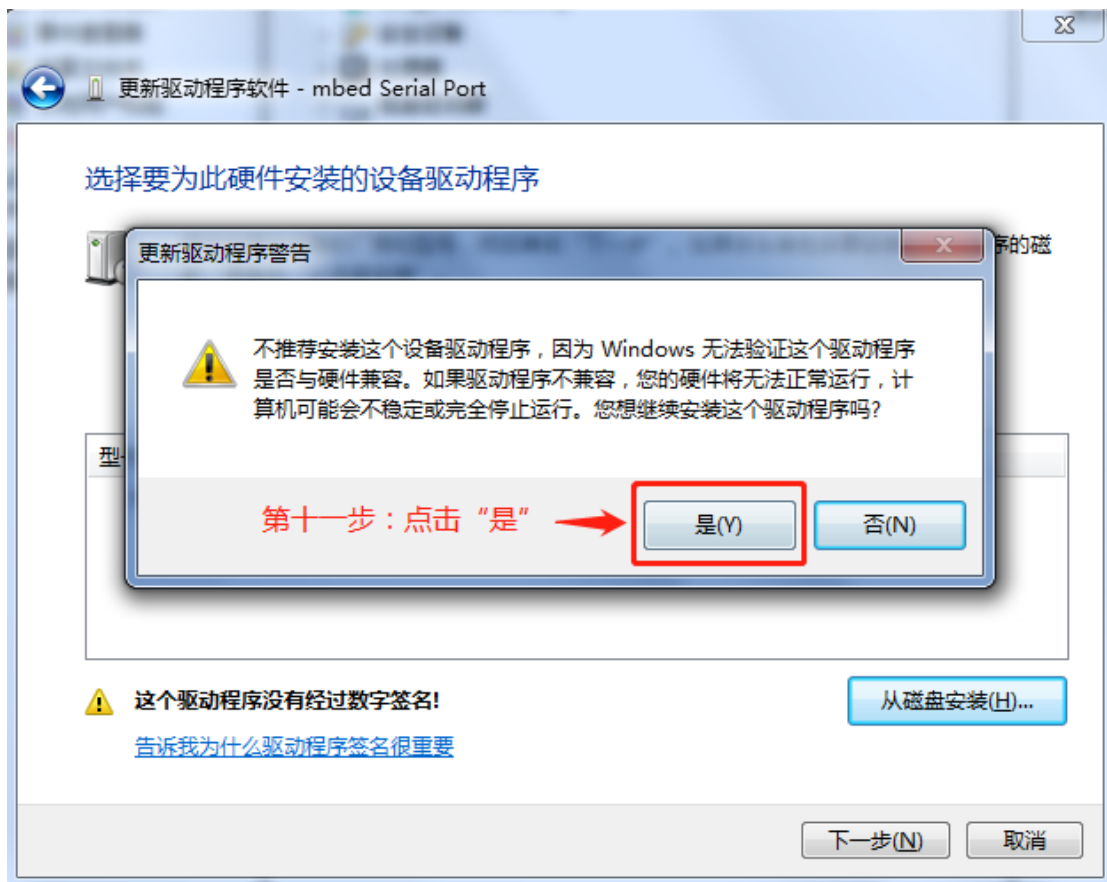 更新驱动程序软件 - mbed Serial Port
选择要为此硬件安装的设备驱动程序
更新驱动程序警告
序的磁
不推荐安装这个设备驱动程序，因为 Windows 无法验证这个驱动程序
是否与硬件兼容。如果驱动程序不兼容，您的硬件将无法正常运行，计
算机可能会不稳定或完全停止运行。您想继续安装这个驱动程序吗?
型
第十一步：点击“是” 是(Y) 否(N)
这个驱动程序没有经过数字签名! 从磁盘安装(H)...
告诉我为什么驱动程序签名很重要
下一步(N) 取消